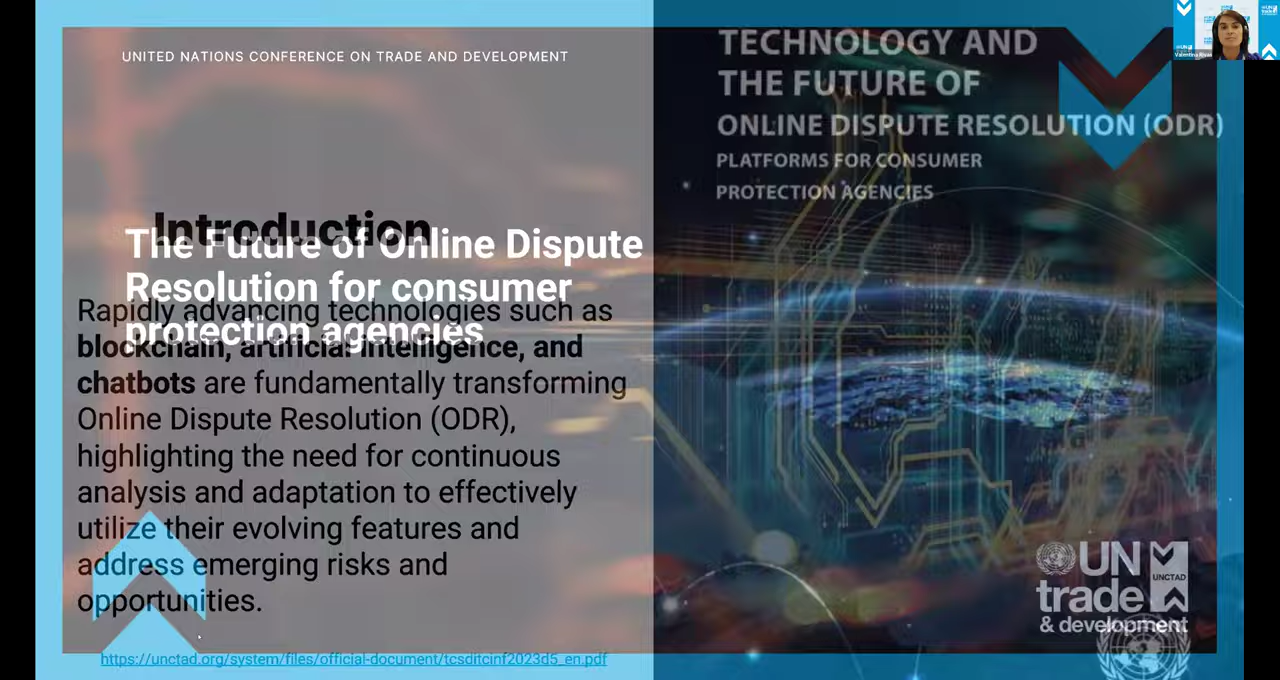 UNITED NATIONS CONFERENCE ON TRADE AND DEVELOPMENT
Introduction
The Future of Online Dispute
Resolution for consumer
protection agencies
Rapidly advancing technologies such as
blockchain, artificial intelligence, and
chatbots are fundamentally transforming
Online Dispute Resolution (ODR),
highlighting the need for continuous
analysis and adaptation to effectively
utilize their evolving features and
address emerging risks and
opportunities.
https://unctad.org/system/files/official-document/tcsditcinf2023d5_en.pdf
TECHNOLOGY AND
THE FUTURE OF
ONLINE DISPUTE RESOLUTION (ODR)
PLATFORMS FOR CONSUMER
PROTECTION AGENCIES
UN
UNCTAD
trade
& development
Valentina